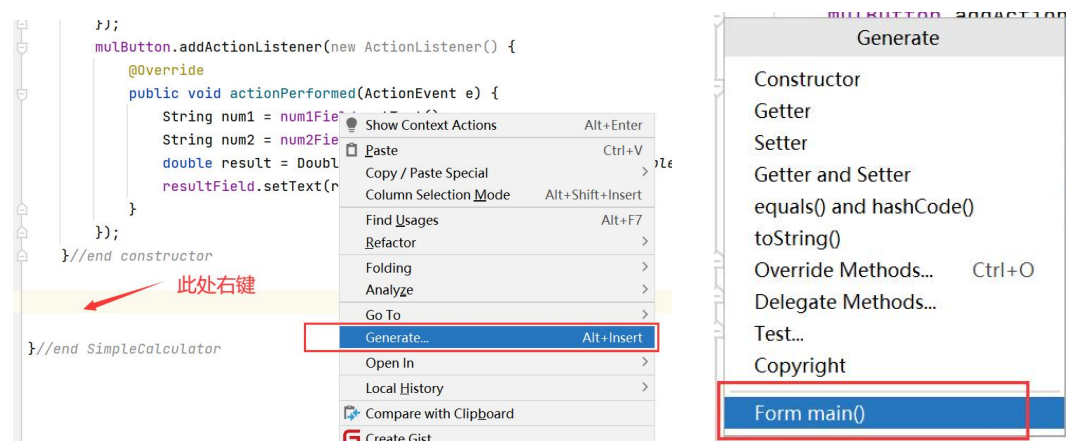 });
mulButton.addActionListener(new ActionListener() {
@Override
public void actionPerformed(ActionEvent e) {
String num1 = num1Fie
String num2 = num2Fie
double result = Doubl
resultField.setText(r
}
});
}//end constructor
此处右键
}//end SimpleCalculator
Show Context Actions Alt+Enter
Paste Ctrl+V
Copy / Paste Special
Column Selection Mode Alt+Shift+Insert
Find Usages Alt+F7
Refactor
Folding
Analyze
Go To
Generate... Alt+Insert
Open In
Local History
Compare with Clipboard
Create Gist
mulButton.addAction
Generate
Constructor
Getter
Setter
Getter and Setter
equals() and hashCode()
toString()
Override Methods... Ctrl+O
Delegate Methods...
Test...
Copyright
Form main()